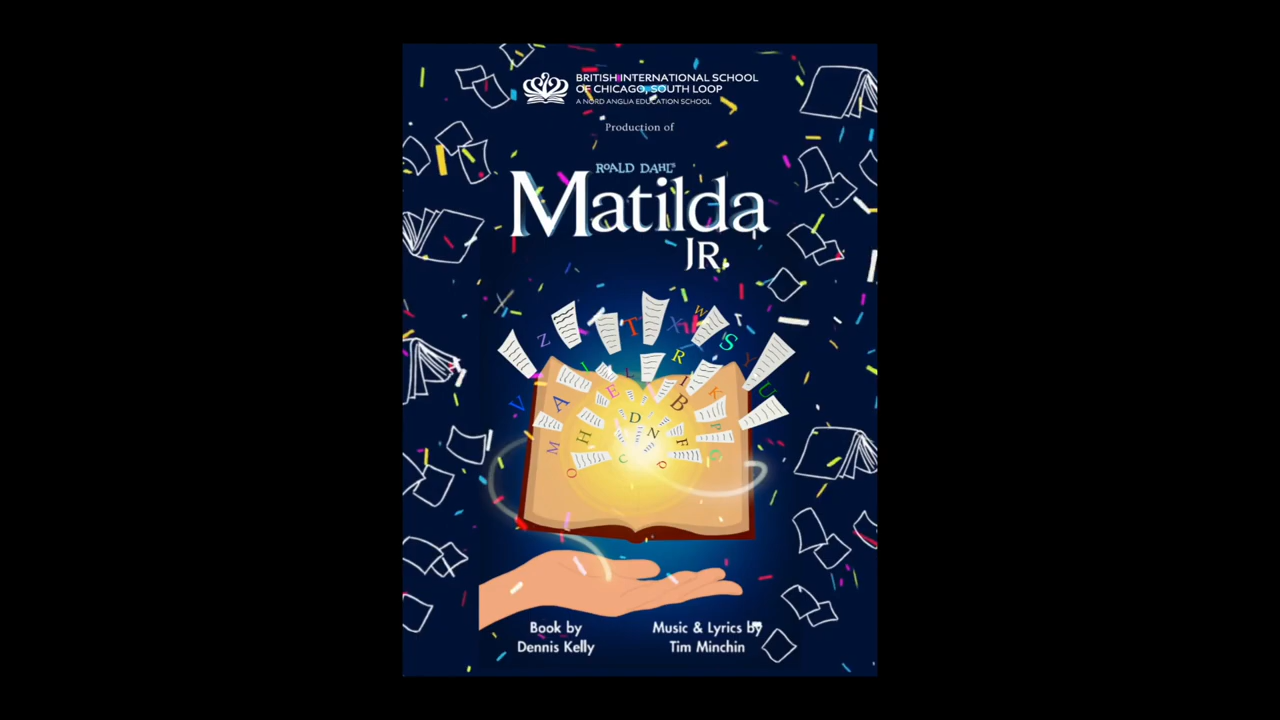 BRITISH INTERNATIONAL SCHOOL
OF CHICAGO, SOUTH LOOP
A NORD ANGLIA EDUCATION SCHOOL
Production of
ROALD DAHL'S
Matilda
JR.
Z
T
X
W
S
R
Y
U
L
E
I
K
V
A
B
D
N
H
F
P
M
C
G
O
Q
Book by
Dennis Kelly
Music & Lyrics by
Tim Minchin